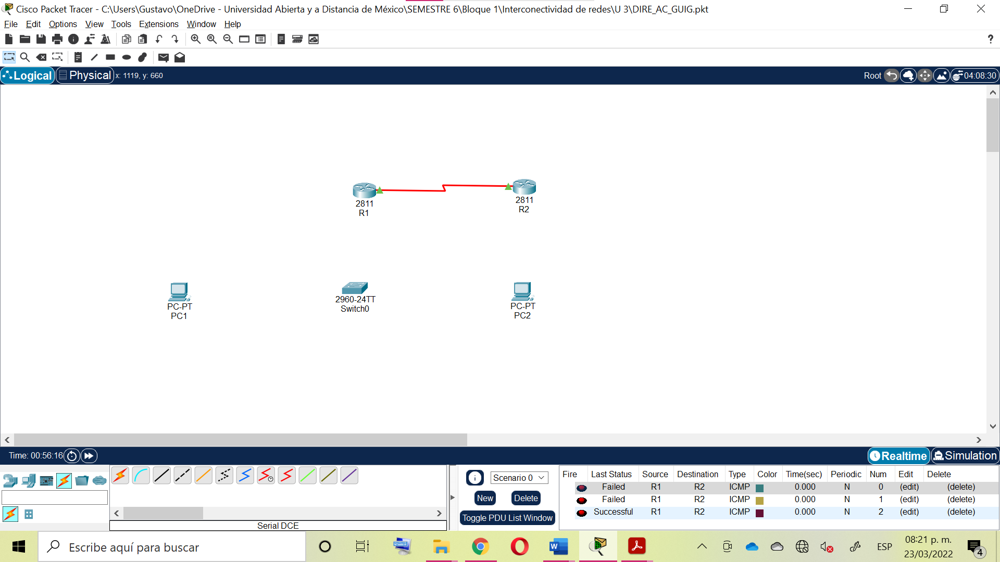 Cisco Packet Tracer - C:\Users\Gustavo\OneDrive - Universidad Abierta y a Distancia de México\SEMESTRE 6\Bloque 1\Interconectividad de redes\U 3\DIRE_AC_GUIG.pkt
File Edit Options View Tools Extensions Window Help
?
Logical Physical x: 1119, y: 660 Root 04:08:30
2811
R1
2811
R2
PC-PT
PC1
2960-24TT
Switch0
PC-PT
PC2
Time: 00:56:16 Realtime Simulation
Scenario 0
New Delete
Toggle PDU List Window
Serial DCE
Fire Last Status Source Destination Type Color Time(sec) Periodic Num Edit Delete
Failed R1 R2 ICMP 0.000 N 0 (edit) (delete)
Failed R1 R2 ICMP 0.000 N 1 (edit) (delete)
Successful R1 R2 ICMP 0.000 N 2 (edit) (delete)
Escribe aquí para buscar
ESP
08:21 p. m.
23/03/2022
4